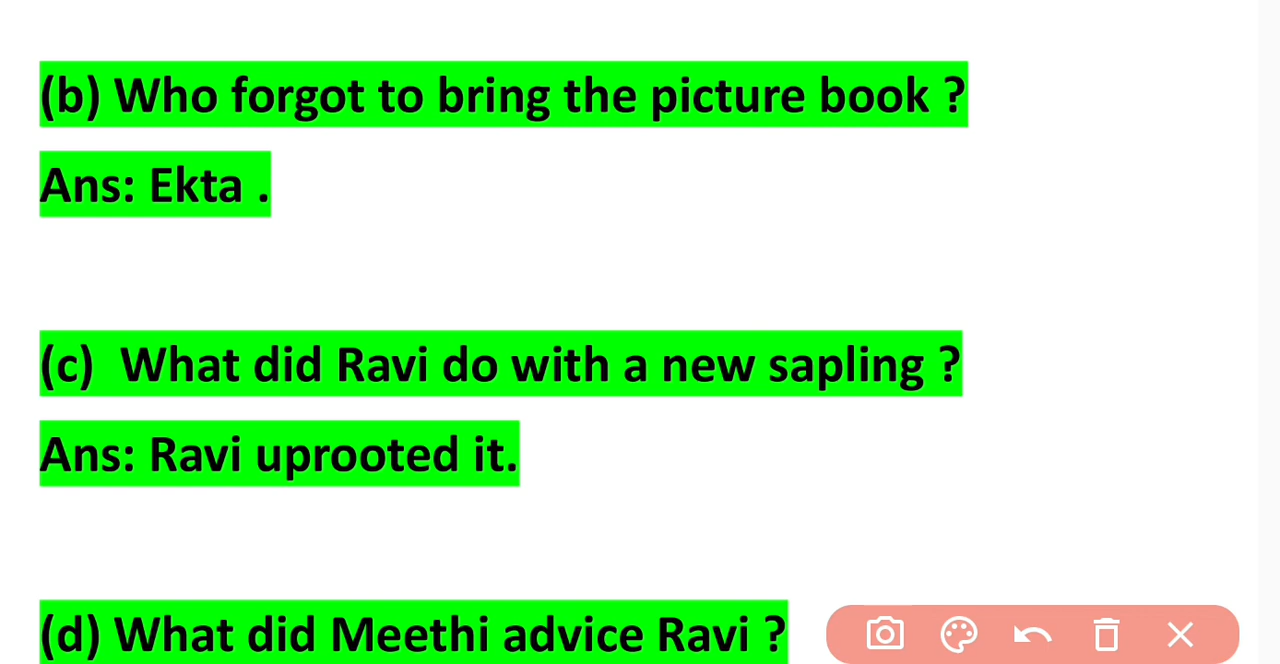 (b) Who forgot to bring the picture book ?
Ans: Ekta .
(c)  What did Ravi do with a new sapling ?
Ans: Ravi uprooted it.
(d) What did Meethi advice Ravi ?